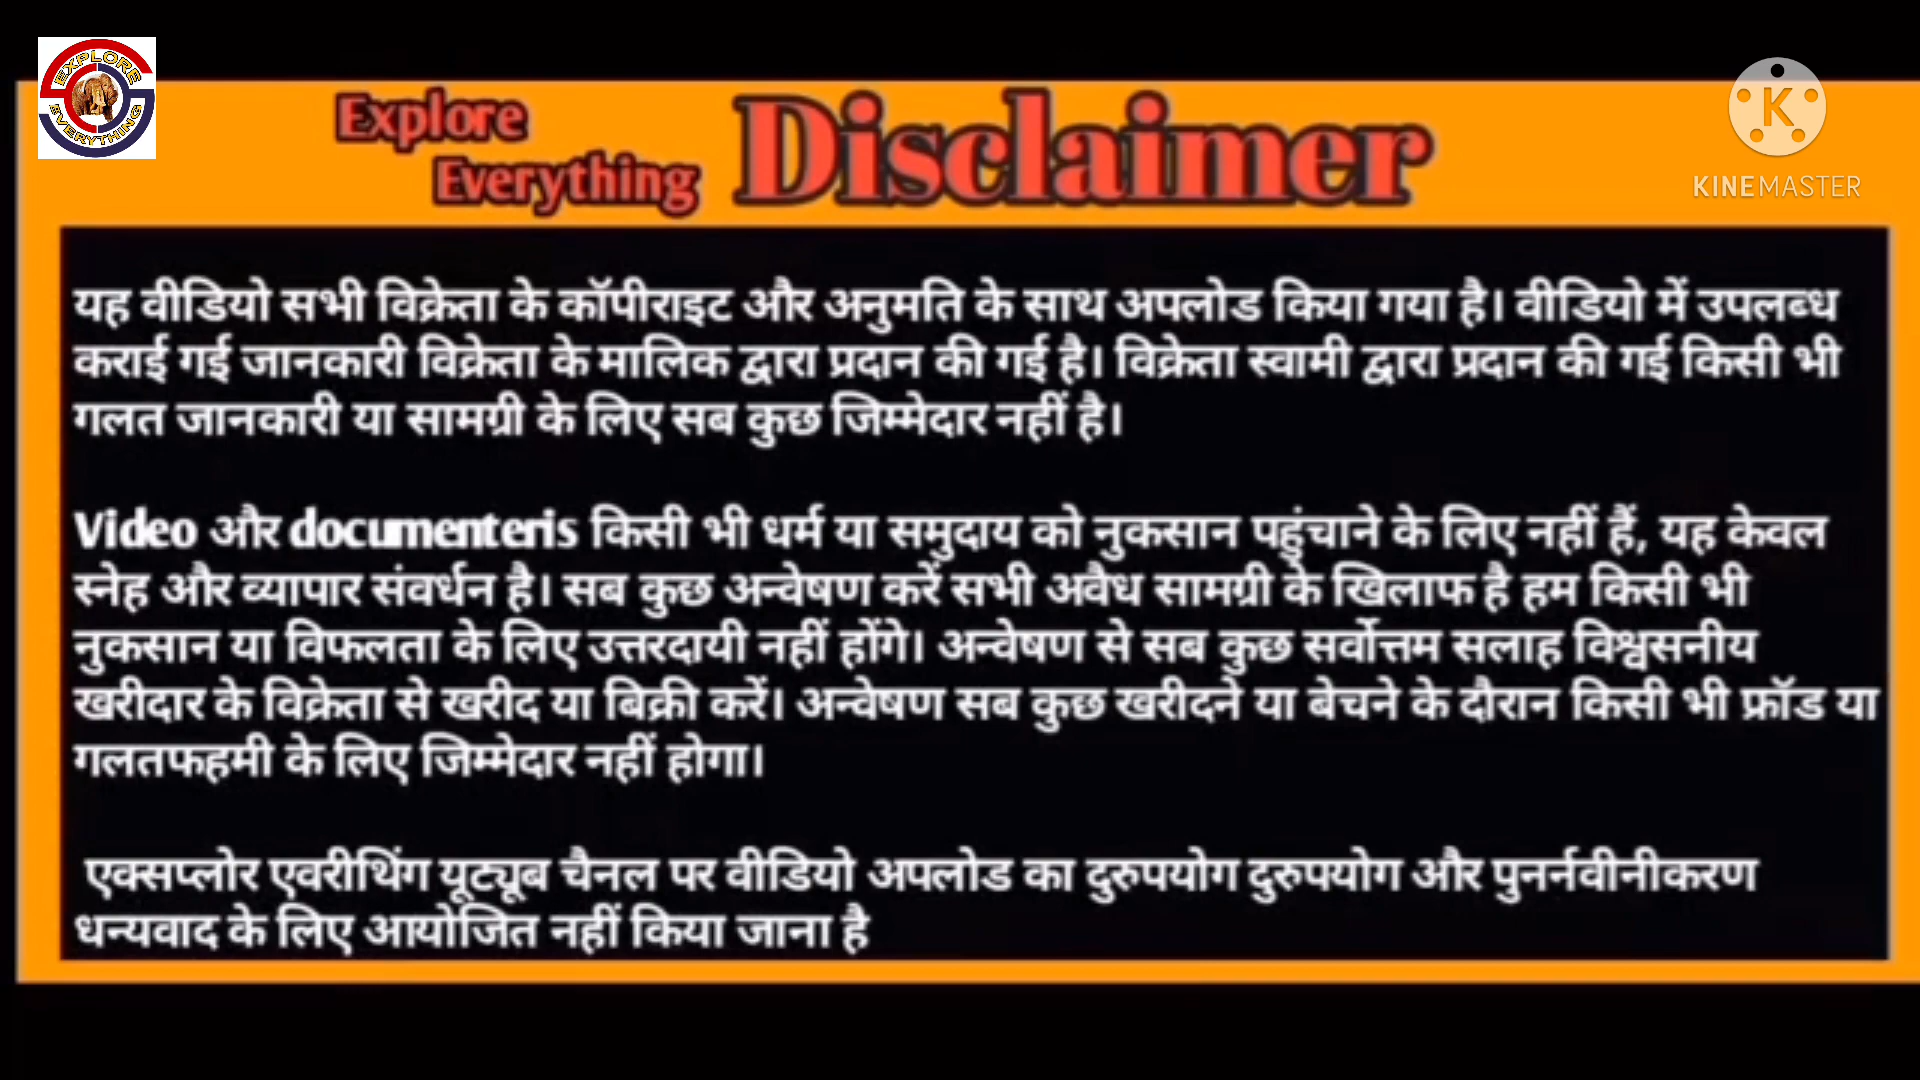 EXPLORE
EVERYTHING
Explore
Everything
Disclaimer
K
KINEMASTER
यह वीडियो सभी विक्रेता के कॉपीराइट और अनुमति के साथ अपलोड किया गया है। वीडियो में उपलब्ध
कराई गई जानकारी विक्रेता के मालिक द्वारा प्रदान की गई है। विक्रेता स्वामी द्वारा प्रदान की गई किसी भी
गलत जानकारी या सामग्री के लिए सब कुछ जिम्मेदार नहीं है।
Video और documenteris किसी भी धर्म या समुदाय को नुकसान पहुंचाने के लिए नहीं हैं, यह केवल
स्नेह और व्यापार संवर्धन है। सब कुछ अन्वेषण करें सभी अवैध सामग्री के खिलाफ है हम किसी भी
नुकसान या विफलता के लिए उत्तरदायी नहीं होंगे। अन्वेषण से सब कुछ सर्वोत्तम सलाह विश्वसनीय
खरीदार के विक्रेता से खरीद या बिक्री करें। अन्वेषण सब कुछ खरीदने या बेचने के दौरान किसी भी फ्रॉड या
गलतफहमी के लिए जिम्मेदार नहीं होगा।
एक्सप्लोर एवरीथिंग यूट्यूब चैनल पर वीडियो अपलोड का दुरुपयोग दुरुपयोग और पुनर्नवीनीकरण
धन्यवाद के लिए आयोजित नहीं किया जाना है